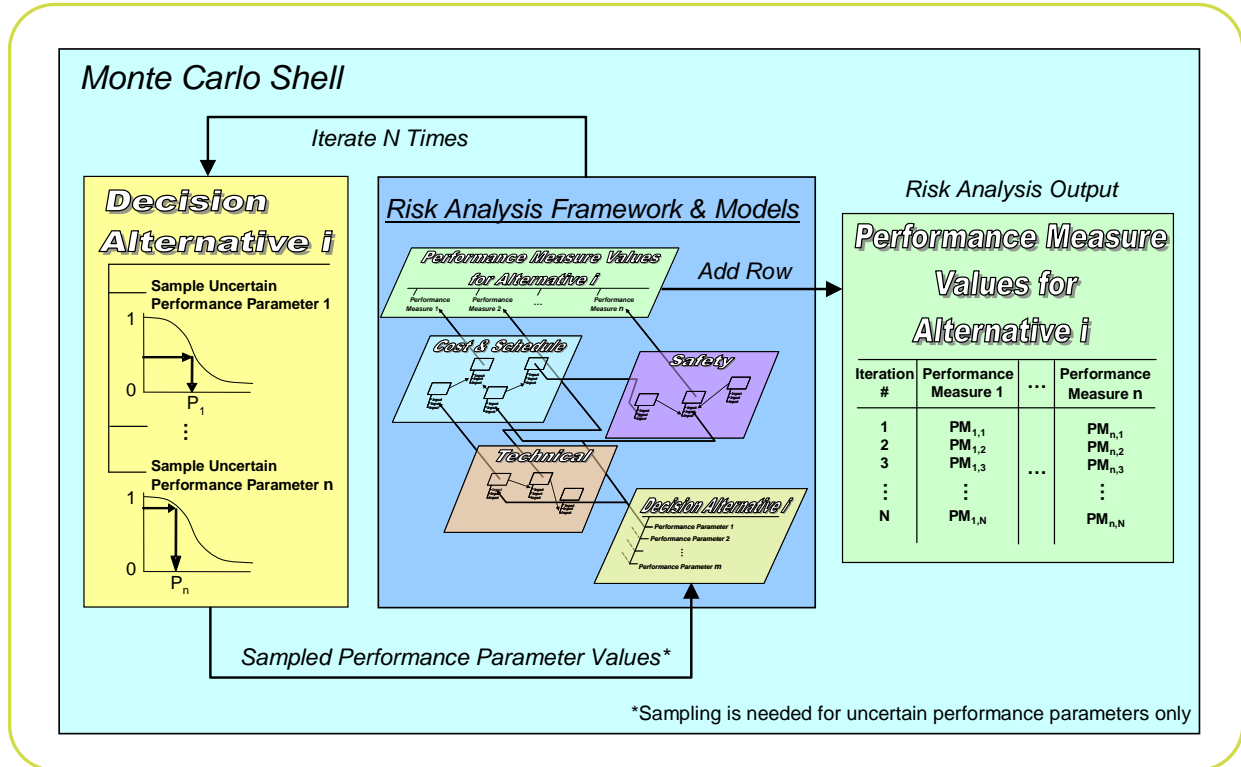 Monte Carlo Shell
Iterate N Times
Decision
Alternative i
Sample Uncertain
Performance Parameter 1
1
0
P1
⋮
Sample Uncertain
Performance Parameter n
1
0
Pn
Risk Analysis Framework & Models
Performance Measure Values
for Alternative i
Performance
Measure 1
Performance
Measure 2
...
Performance
Measure n
Cost & Schedule
Safety
Technical
Decision Alternative i
Performance Parameter 1
Performance Parameter 2
⋮
Performance Parameter m
Add Row
Risk Analysis Output
Performance Measure
Values for
Alternative i
Iteration
#
Performance
Measure 1
...
Performance
Measure n
1 PM1,1 PMn,1
2 PM1,2 PMn,2
3 PM1,3 ... PMn,3
⋮ ⋮ ⋮
N PM1,N PMn,N
Sampled Performance Parameter Values*
*Sampling is needed for uncertain performance parameters only